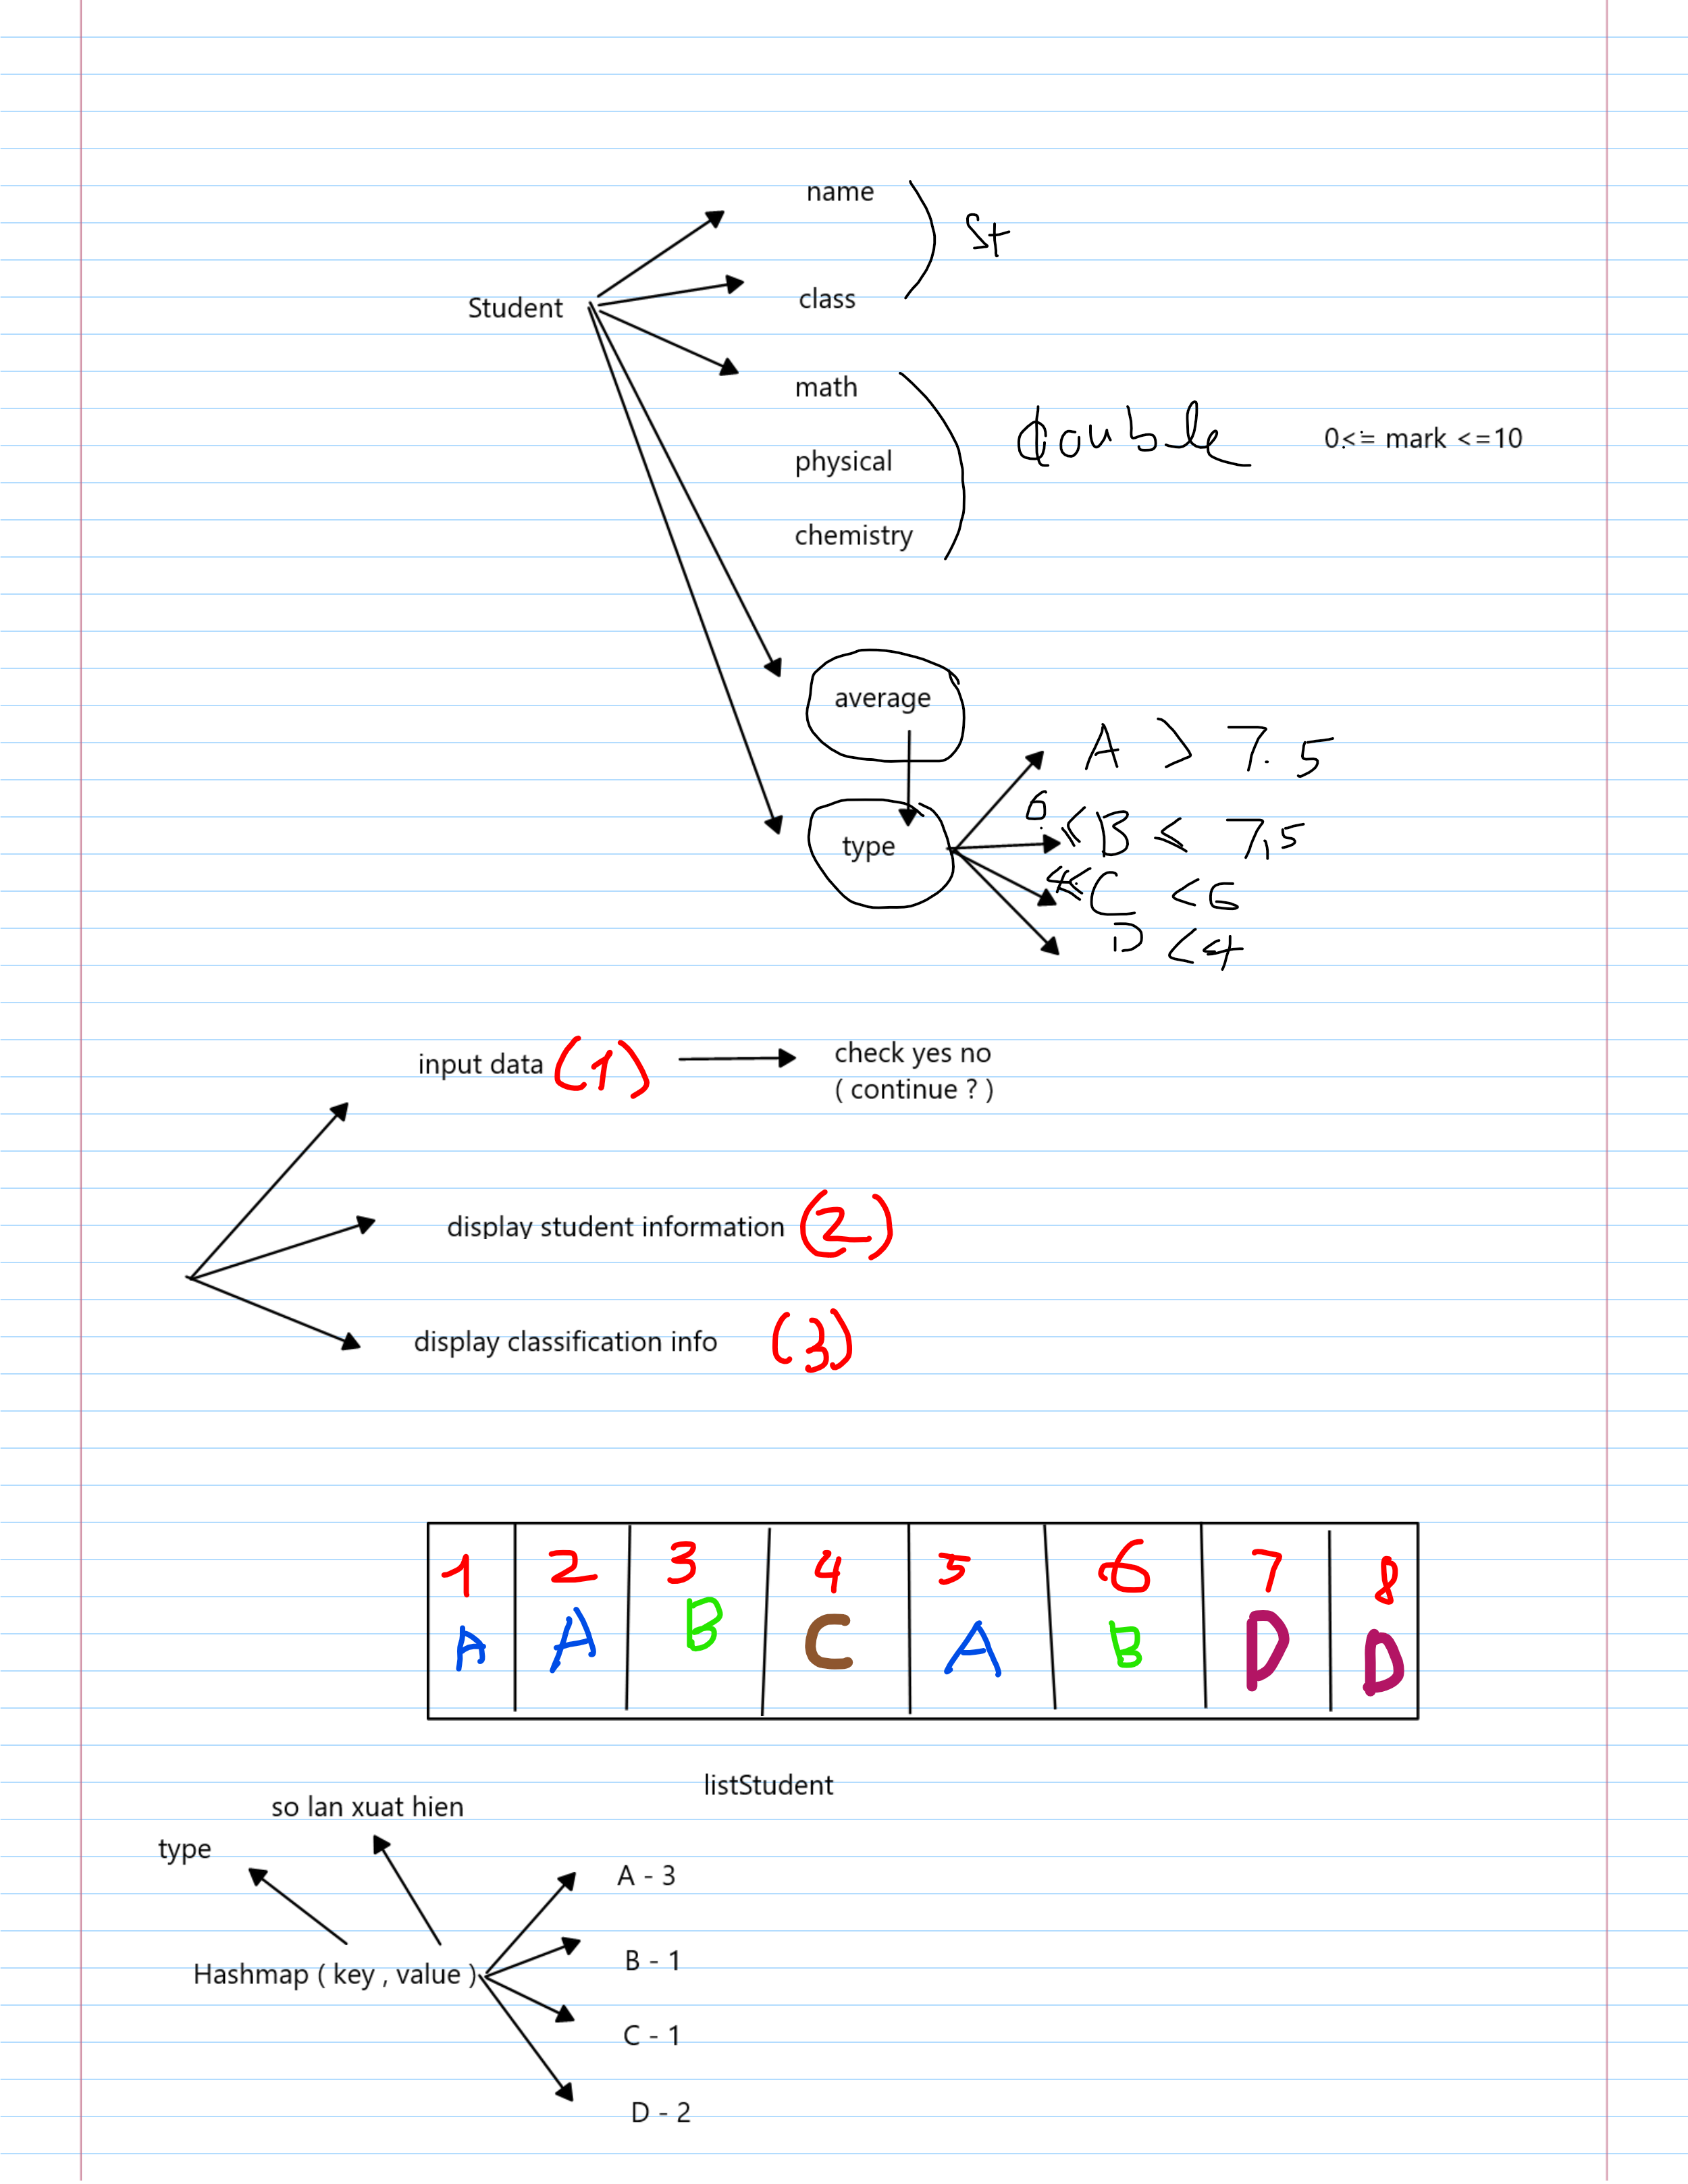 name
St
Student
class
math
double
0<= mark <=10
physical
chemistry
average
A > 7.5
type
6 ≤ B ≤ 7,5
4 ≤ C < 6
D < 4
input data (1)
check yes no
( continue ? )
display student information (2)
display classification info (3)
1 2 3 4 5 6 7 8
A A B C A B D D
listStudent
so lan xuat hien
type
A - 3
B - 1
Hashmap ( key , value )
C - 1
D - 2